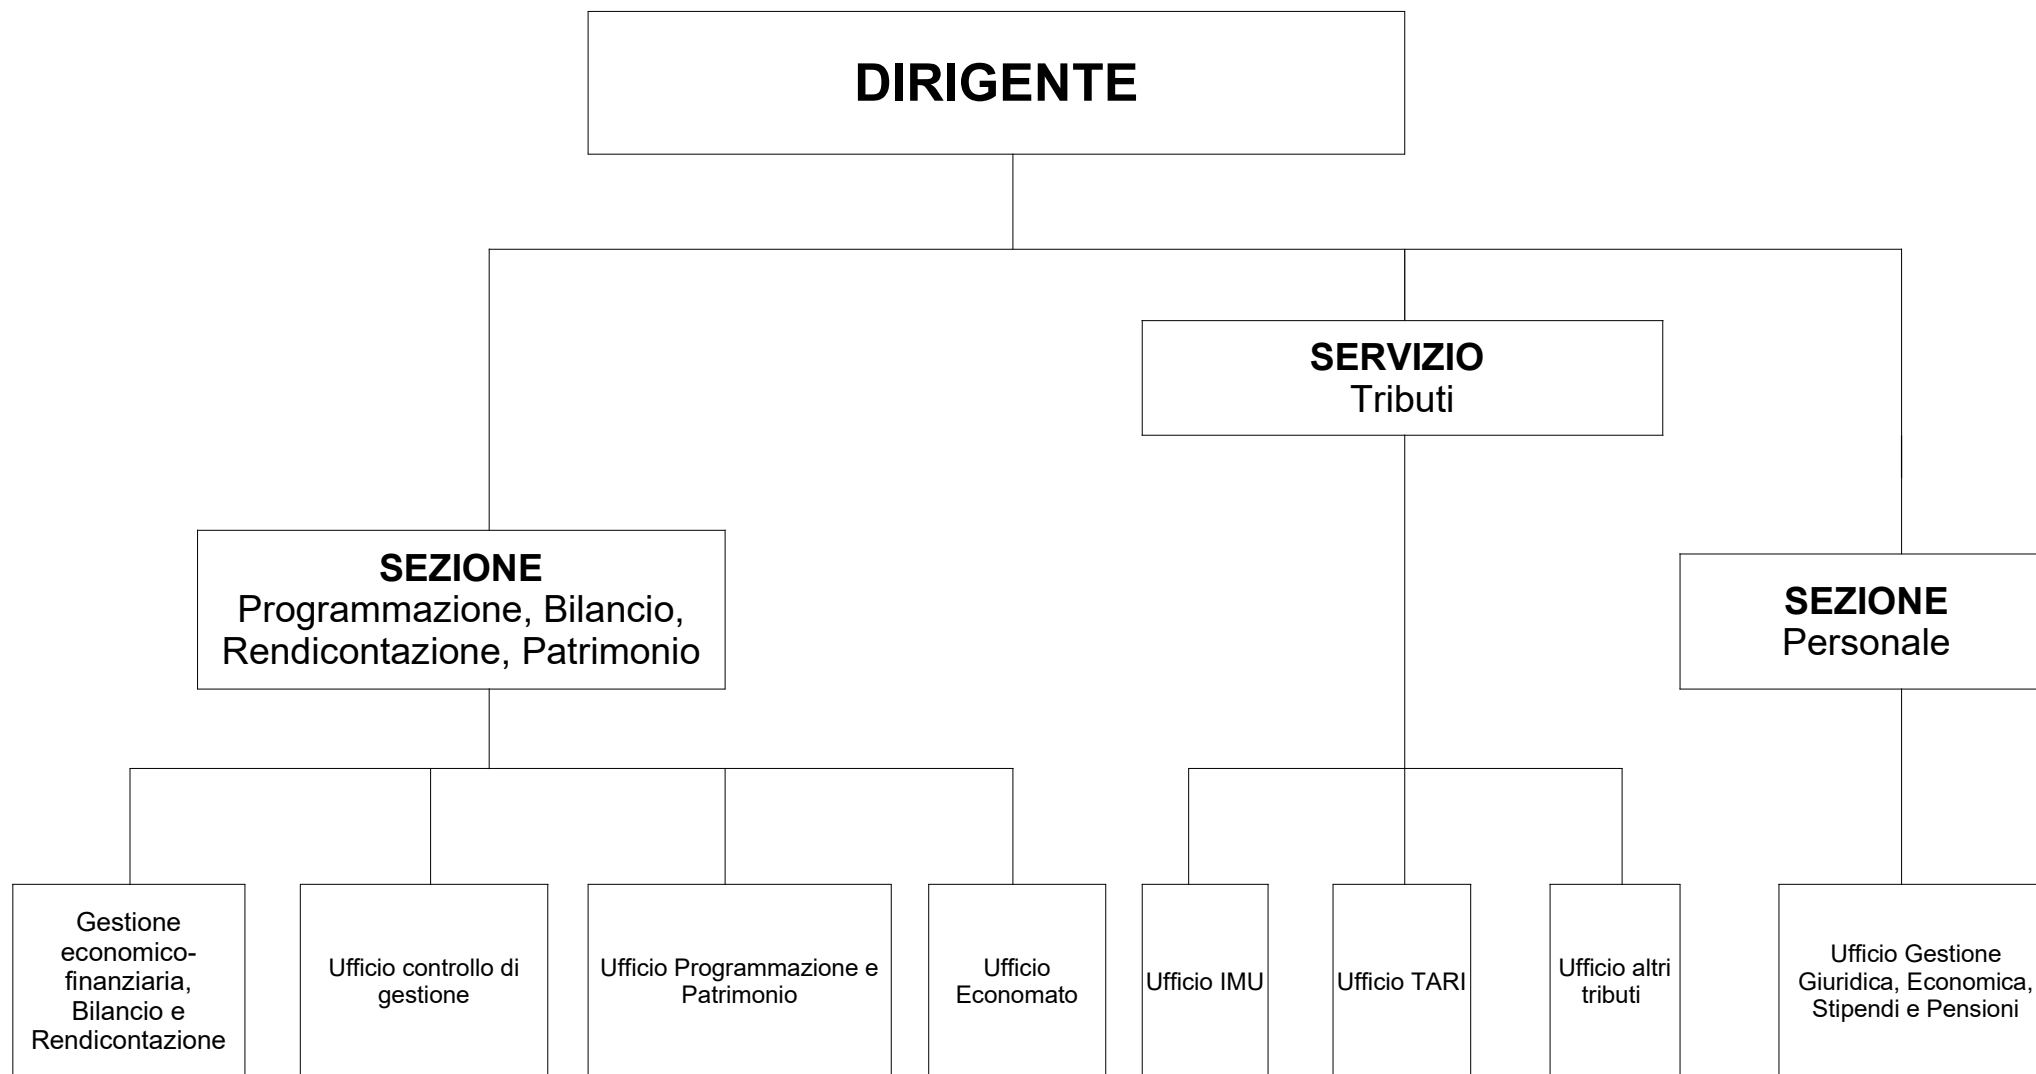 DIRIGENTE
SERVIZIO
Tributi
SEZIONE
Programmazione, Bilancio,
Rendicontazione, Patrimonio
SEZIONE
Personale
Gestione
economico-
finanziaria,
Bilancio e
Rendicontazione
Ufficio controllo di
gestione
Ufficio Programmazione e
Patrimonio
Ufficio
Economato
Ufficio IMU
Ufficio TARI
Ufficio altri
tributi
Ufficio Gestione
Giuridica, Economica,
Stipendi e Pensioni